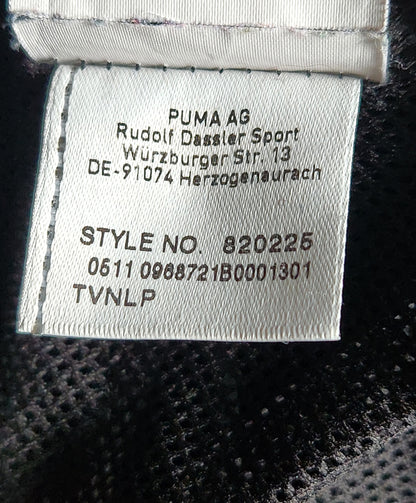 PUMA AG
Rudolf Dassler Sport
Würzburger Str. 13
DE-91074 Herzogenaurach
STYLE NO. 820225
0511 0968721B0001301
TVNLP